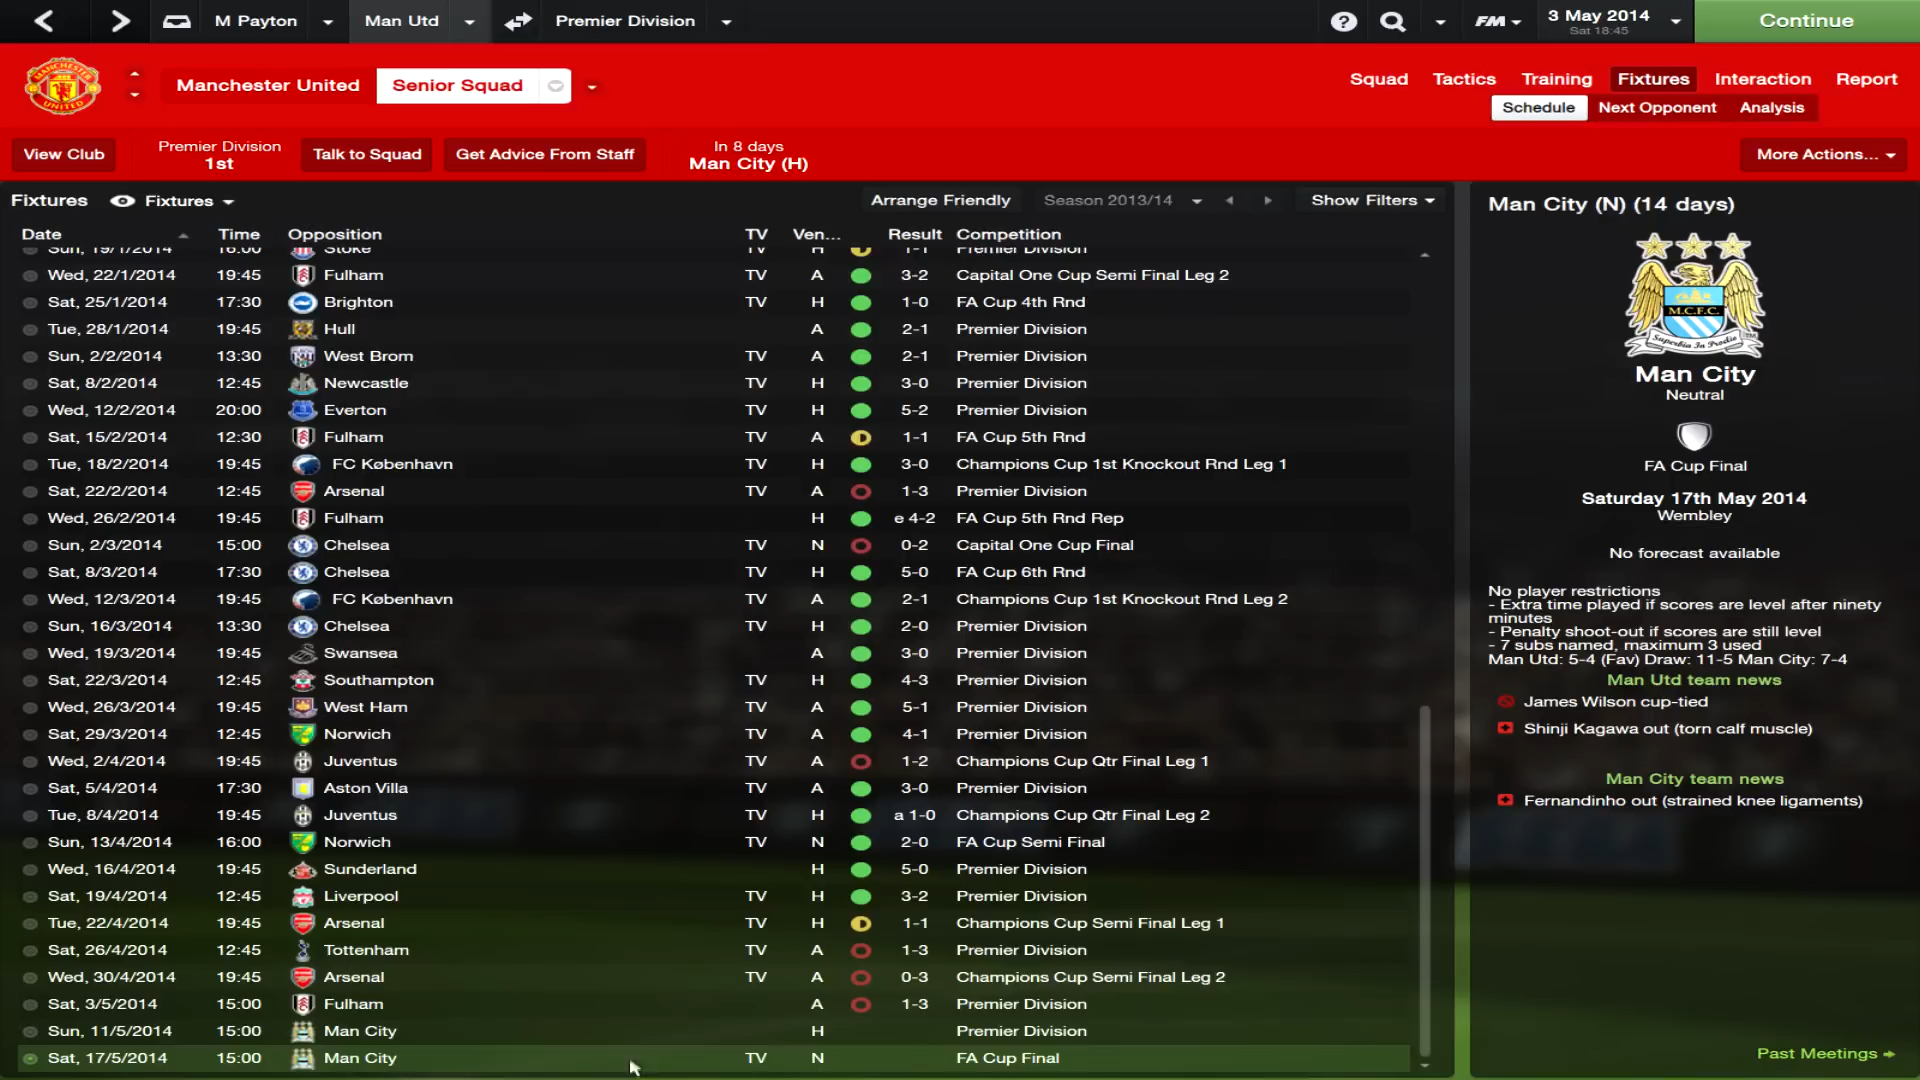 M Payton
Man Utd
Premier Division
FM
3 May 2014
Sat 18:45
Continue
MANCHESTER
UNITED
Manchester United
Senior Squad
Squad Tactics Training Fixtures Interaction Report
Schedule Next Opponent Analysis
View Club
Premier Division
1st
Talk to Squad
Get Advice From Staff
In 8 days
Man City (H)
More Actions...
Fixtures Fixtures
Arrange Friendly Season 2013/14 Show Filters
Date Time Opposition TV Ven... Result Competition
Sun, 19/1/2014 16:00 Stoke TV H 1-1 Premier Division
Wed, 22/1/2014 19:45 Fulham TV A 3-2 Capital One Cup Semi Final Leg 2
Sat, 25/1/2014 17:30 Brighton TV H 1-0 FA Cup 4th Rnd
Tue, 28/1/2014 19:45 Hull A 2-1 Premier Division
Sun, 2/2/2014 13:30 West Brom TV A 2-1 Premier Division
Sat, 8/2/2014 12:45 Newcastle TV H 3-0 Premier Division
Wed, 12/2/2014 20:00 Everton TV H 5-2 Premier Division
Sat, 15/2/2014 12:30 Fulham TV A 1-1 FA Cup 5th Rnd
Tue, 18/2/2014 19:45 FC København TV H 3-0 Champions Cup 1st Knockout Rnd Leg 1
Sat, 22/2/2014 12:45 Arsenal TV A 1-3 Premier Division
Wed, 26/2/2014 19:45 Fulham H e 4-2 FA Cup 5th Rnd Rep
Sun, 2/3/2014 15:00 Chelsea TV N 0-2 Capital One Cup Final
Sat, 8/3/2014 17:30 Chelsea TV H 5-0 FA Cup 6th Rnd
Wed, 12/3/2014 19:45 FC København TV A 2-1 Champions Cup 1st Knockout Rnd Leg 2
Sun, 16/3/2014 13:30 Chelsea TV H 2-0 Premier Division
Wed, 19/3/2014 19:45 Swansea A 3-0 Premier Division
Sat, 22/3/2014 12:45 Southampton TV H 4-3 Premier Division
Wed, 26/3/2014 19:45 West Ham TV A 5-1 Premier Division
Sat, 29/3/2014 12:45 Norwich TV A 4-1 Premier Division
Wed, 2/4/2014 19:45 Juventus TV A 1-2 Champions Cup Qtr Final Leg 1
Sat, 5/4/2014 17:30 Aston Villa TV A 3-0 Premier Division
Tue, 8/4/2014 19:45 Juventus TV H a 1-0 Champions Cup Qtr Final Leg 2
Sun, 13/4/2014 16:00 Norwich TV N 2-0 FA Cup Semi Final
Wed, 16/4/2014 19:45 Sunderland H 5-0 Premier Division
Sat, 19/4/2014 12:45 Liverpool TV H 3-2 Premier Division
Tue, 22/4/2014 19:45 Arsenal TV H 1-1 Champions Cup Semi Final Leg 1
Sat, 26/4/2014 12:45 Tottenham TV A 1-3 Premier Division
Wed, 30/4/2014 19:45 Arsenal TV A 0-3 Champions Cup Semi Final Leg 2
Sat, 3/5/2014 15:00 Fulham A 1-3 Premier Division
Sun, 11/5/2014 15:00 Man City H Premier Division
Sat, 17/5/2014 15:00 Man City TV N FA Cup Final
Man City (N) (14 days)
M.C.F.C.
Superbia In Proelio
Man City
Neutral
FA Cup Final
Saturday 17th May 2014
Wembley
No forecast available
No player restrictions
- Extra time played if scores are level after ninety
minutes
- Penalty shoot-out if scores are still level
- 7 subs named, maximum 3 used
Man Utd: 5-4 (Fav) Draw: 11-5 Man City: 7-4
Man Utd team news
James Wilson cup-tied
Shinji Kagawa out (torn calf muscle)
Man City team news
Fernandinho out (strained knee ligaments)
Past Meetings